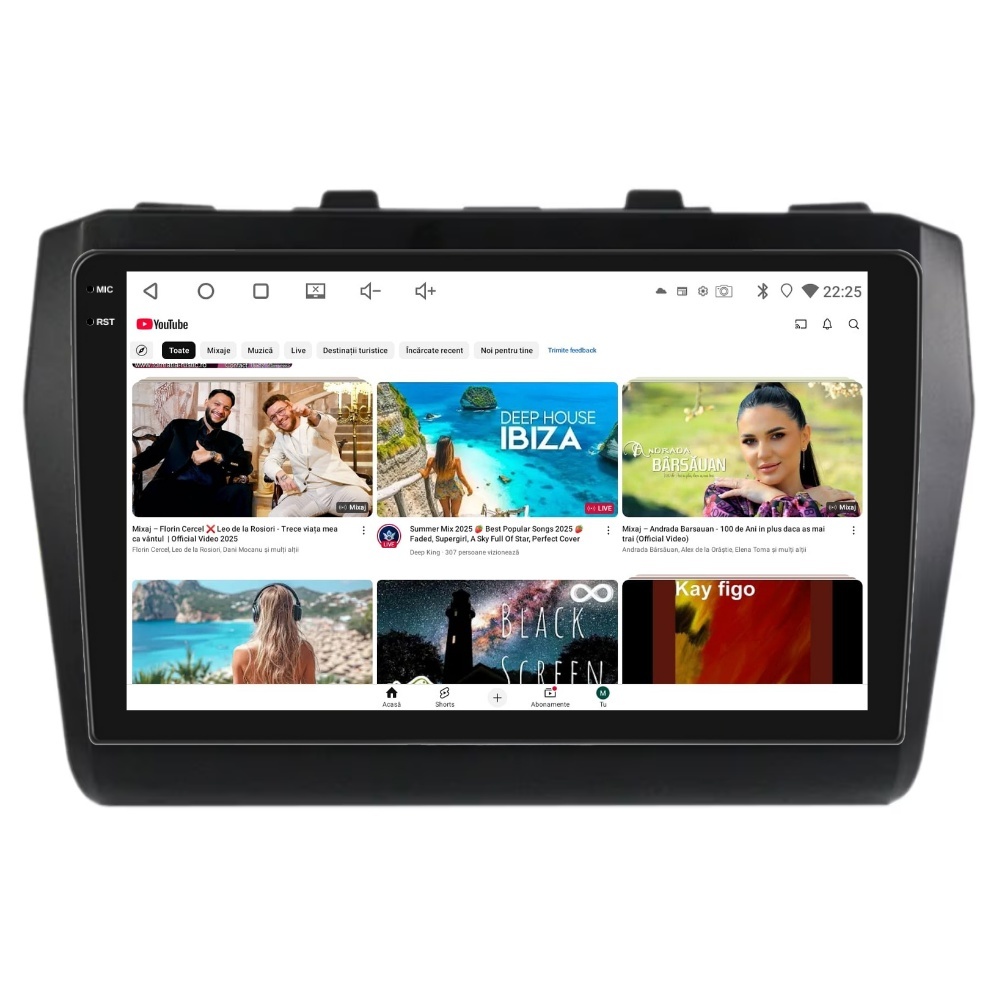 MIC
22:25
RST
YouTube
Toate
Mixaje
Muzică
Live
Destinații turistice
Încărcate recent
Noi pentru tine
Trimite feedback
DEEP HOUSE
IBIZA
ANDRADA
BÂRSĂUAN
Mixaj
LIVE
Mixaj
Mixaj – Florin Cercel ❌ Leo de la Rosiori - Trece viața mea
ca vântul | Official Video 2025
Florin Cercel, Leo de la Rosiori, Dani Mocanu și mulți alții
LIVE
Summer Mix 2025 🍓 Best Popular Songs 2025 🍓
Faded, Supergirl, A Sky Full Of Star, Perfect Cover
Deep King · 307 persoane vizionează
Mixaj – Andrada Barsauan - 100 de Ani in plus daca as mai
trai (Official Video)
Andrada Bârsăuan, Alex de la Orăștie, Elena Toma și mulți alții
BLACK
SCREEN
Kay figo
Acasă
Shorts
Abonamente
M
Tu